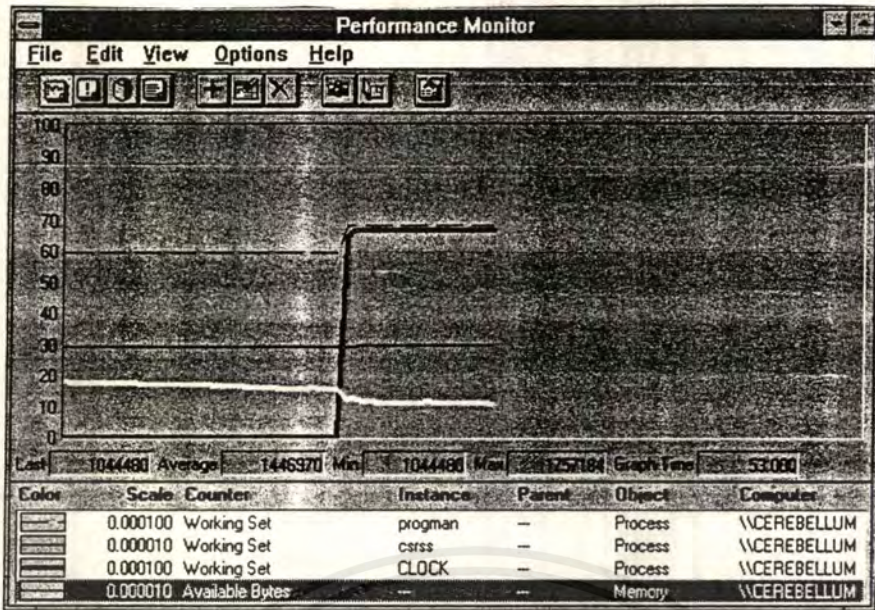 Performance Monitor
File Edit View Options Help
100
90
80
70
60
50
40
30
20
10
0
Last 1044480 Average 1446970 Min 1044480 Max Graph Time 53.080
Color Scale Counter Instance Parent Object Computer
0.000100 Working Set progman --- Process \\CEREBELLUM
0.000010 Working Set csrss --- Process \\CEREBELLUM
0.000100 Working Set CLOCK --- Process \\CEREBELLUM
0.000010 Available Bytes --- --- Memory \\CEREBELLUM